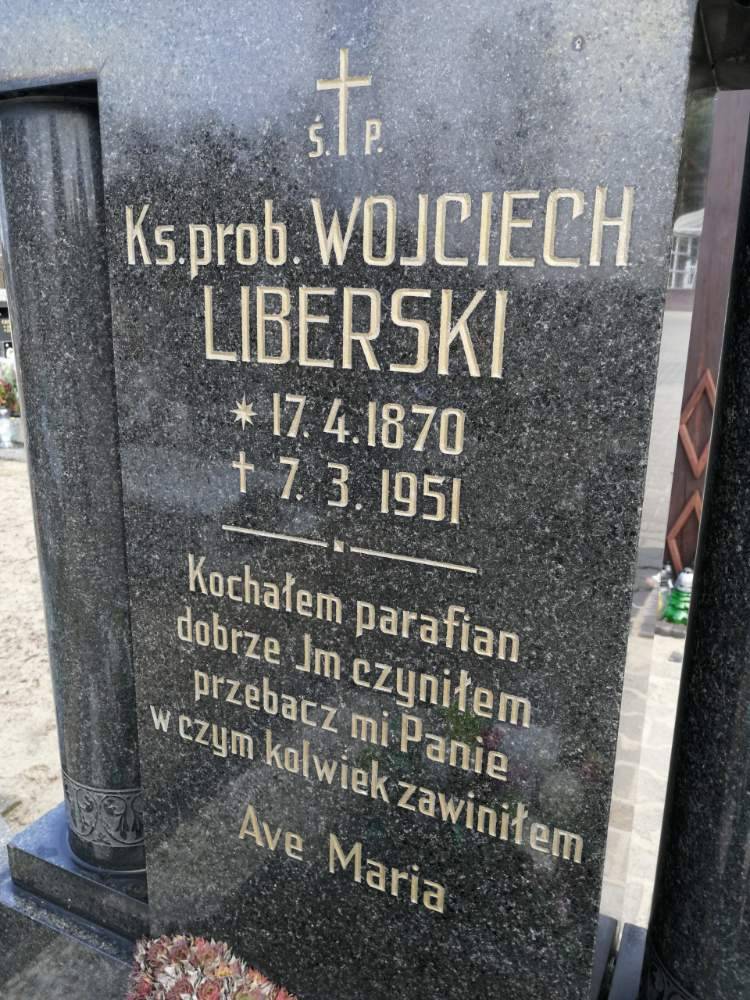 Ś. P.
Ks. prob. WOJCIECH
LIBERSKI
* 17. 4. 1870
† 7. 3. 1951
Kochałem parafian
dobrze Jm czyniłem
przebacz mi Panie
w czym kolwiek zawiniłem
Ave Maria